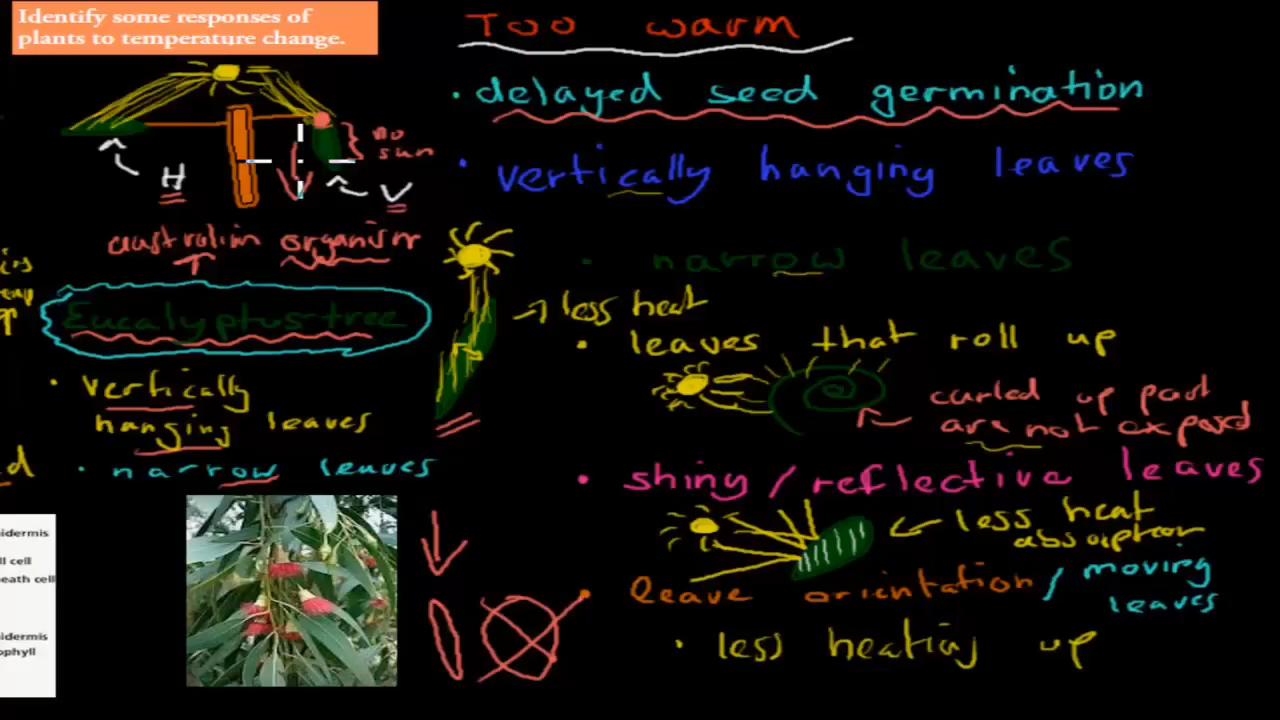 Identify some responses of
plants to temperature change.
no
sun
H
V
australian organism
Eucalyptus tree
vertically
hanging leaves
narrow leaves
idermis
ll cell
neath cell
idermis
ophyll
Too warm
delayed seed germination
vertically hanging leaves
narrow leaves
less heat
leaves that roll up
curled up part
are not exposd
shiny/reflective leaves
less heat
absorption
leave orientation/moving
leaves
less heating up